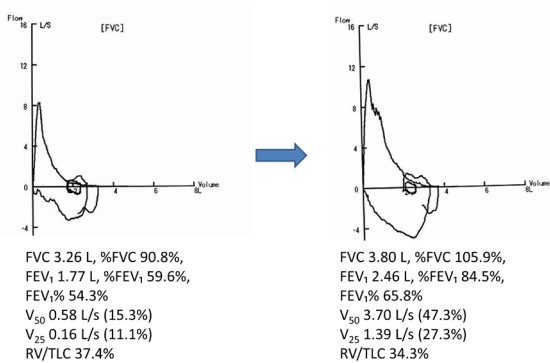 Flow L/S [FVC]
16
12
8
4
0
2
4
8L
Volume
-4
FVC 3.26 L, %FVC 90.8%,
FEV₁ 1.77 L, %FEV₁ 59.6%,
FEV₁% 54.3%
V₅₀ 0.58 L/s (15.3%)
V₂₅ 0.16 L/s (11.1%)
RV/TLC 37.4%
Flow L/S [FVC]
16
12
8
4
0
4
8L
Volume
-4
FVC 3.80 L, %FVC 105.9%,
FEV₁ 2.46 L, %FEV₁ 84.5%,
FEV₁% 65.8%
V₅₀ 3.70 L/s (47.3%)
V₂₅ 1.39 L/s (27.3%)
RV/TLC 34.3%